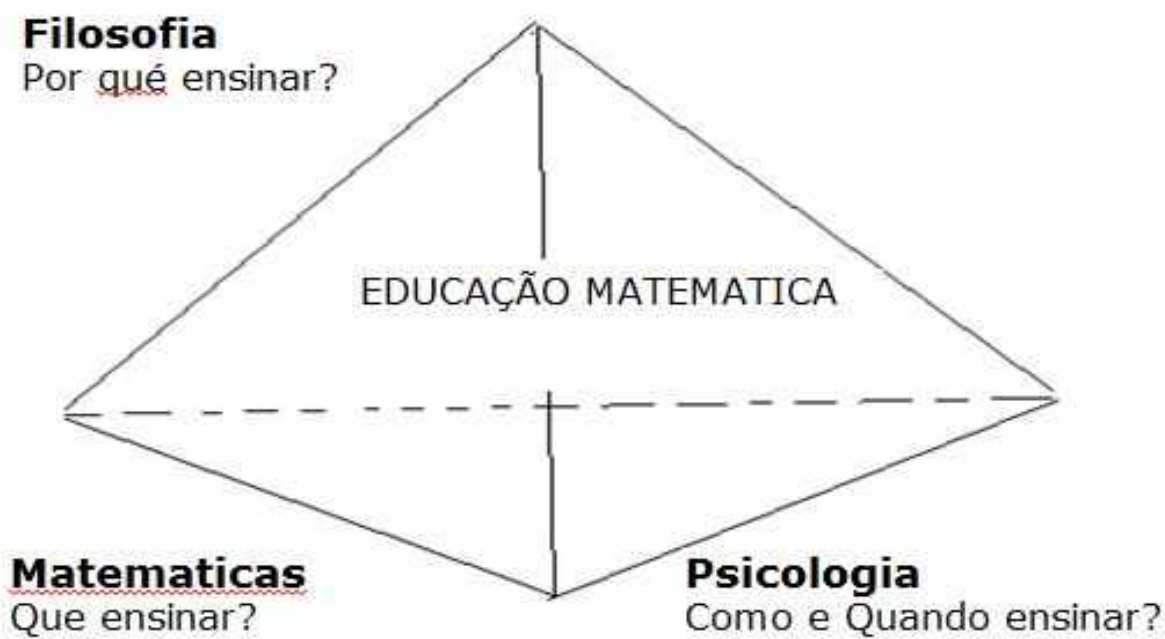 Filosofia
Por qué ensinar?
EDUCAÇÃO MATEMATICA
Matematicas
Que ensinar?
Psicologia
Como e Quando ensinar?